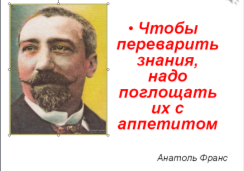 • Чтобы
переварить
знания,
надо
поглощать
их с
аппетитом
Анатоль Франс